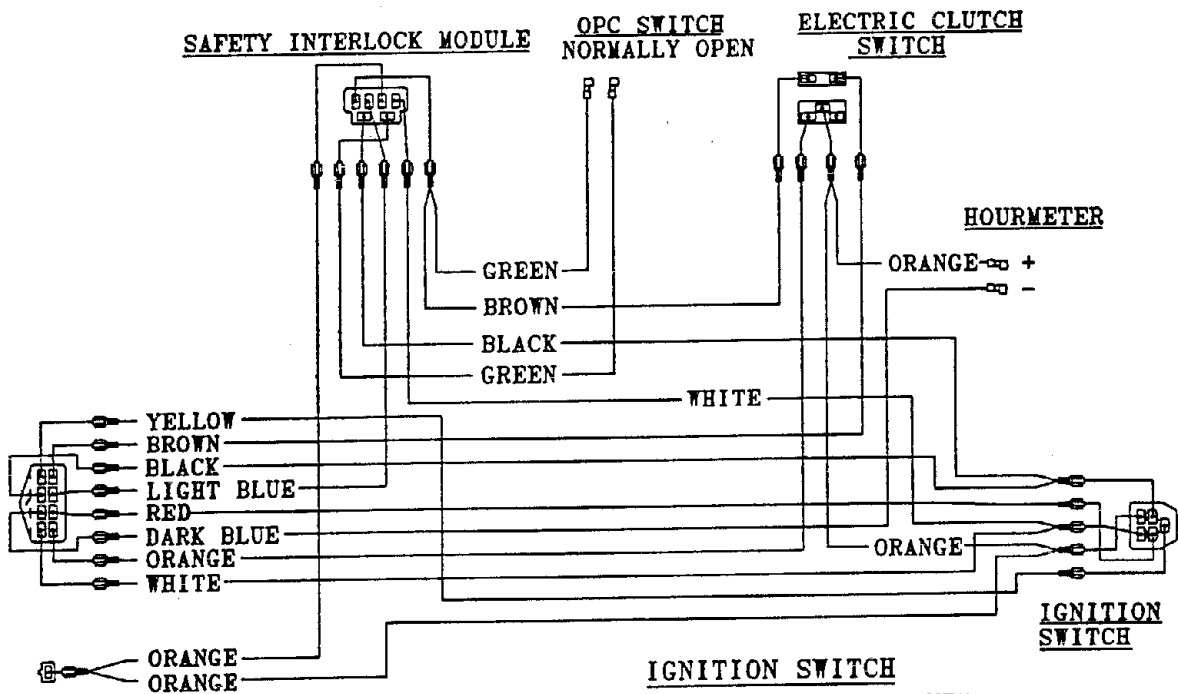 SAFETY INTERLOCK MODULE
OPC SWITCH
NORMALLY OPEN
ELECTRIC CLUTCH
SWITCH
HOURMETER
ORANGE +
-
GREEN
BROWN
BLACK
GREEN
WHITE
YELLOW
BROWN
BLACK
LIGHT BLUE
RED
DARK BLUE
ORANGE
ORANGE
WHITE
IGNITION
SWITCH
ORANGE
ORANGE
IGNITION SWITCH